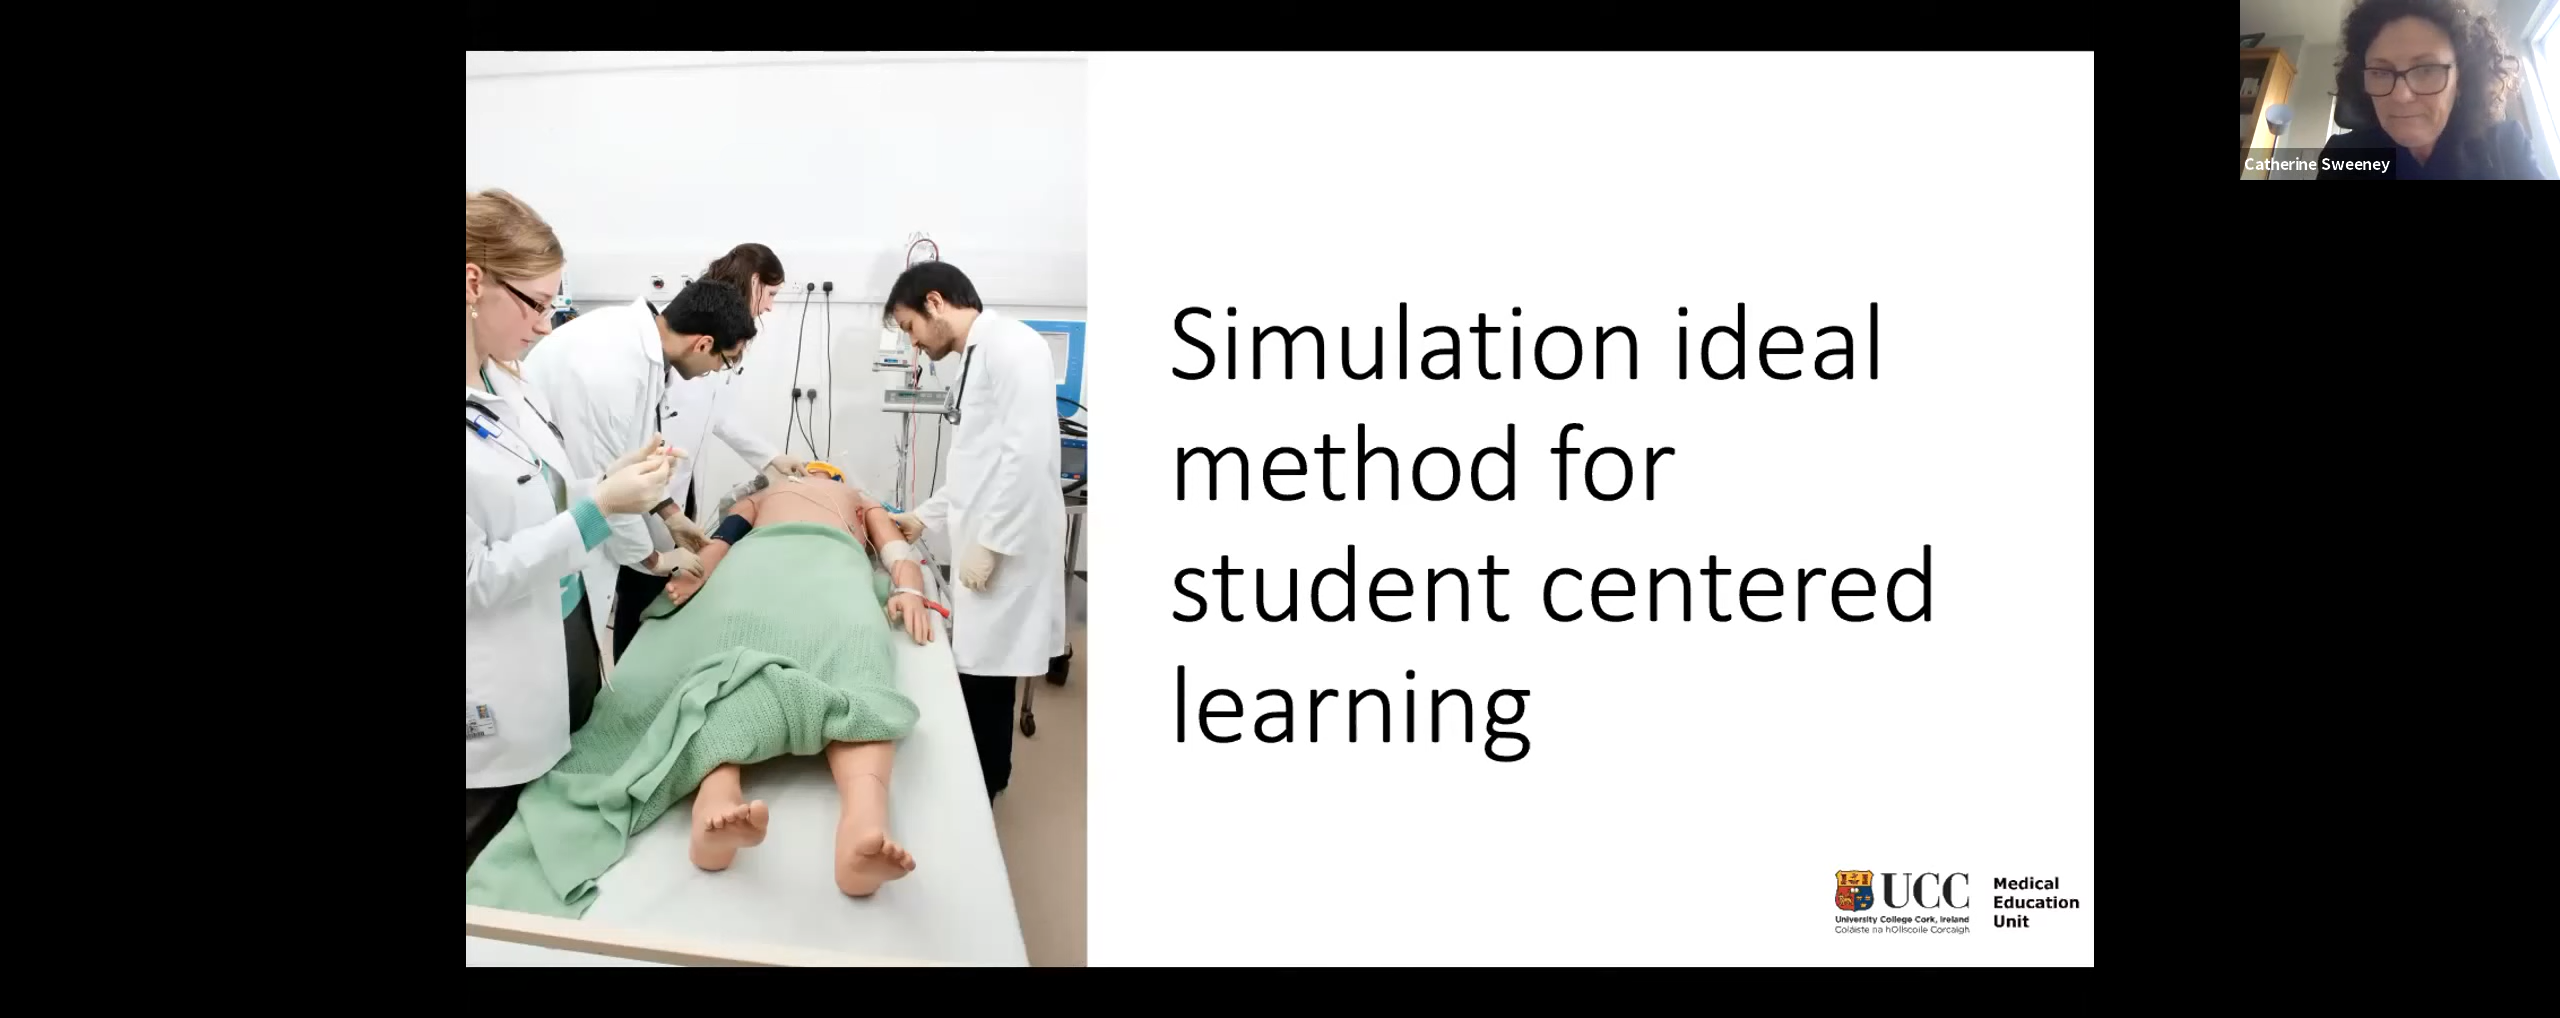 Catherine Sweeney
Simulation ideal
method for
student centered
learning
UCC
University College Cork, Ireland
Coláiste na hOllscoile Corcaigh
Medical
Education
Unit